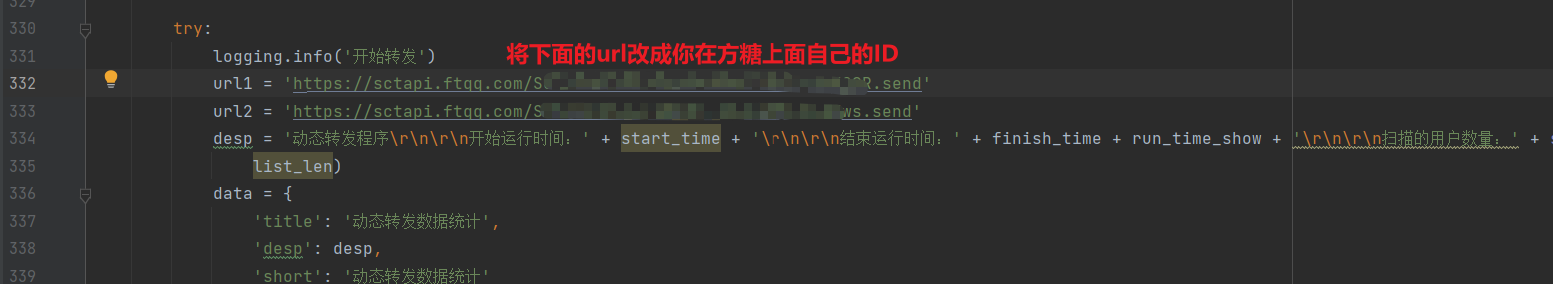 329
330 try:
331 logging.info('开始转发') 将下面的url改成你在方糖上面自己的ID
332 url1 = 'https://sctapi.ftqq.com/S R.send'
333 url2 = 'https://sctapi.ftqq.com/S ws.send'
334 desp = '动态转发程序\r\n\r\n开始运行时间：' + start_time + '\r\n\r\n结束运行时间：' + finish_time + run_time_show + '\r\n\r\n扫描的用户数量：' + s
335 list_len)
336 data = {
337 'title': '动态转发数据统计',
338 'desp': desp,
339 'short': '动态转发数据统计'